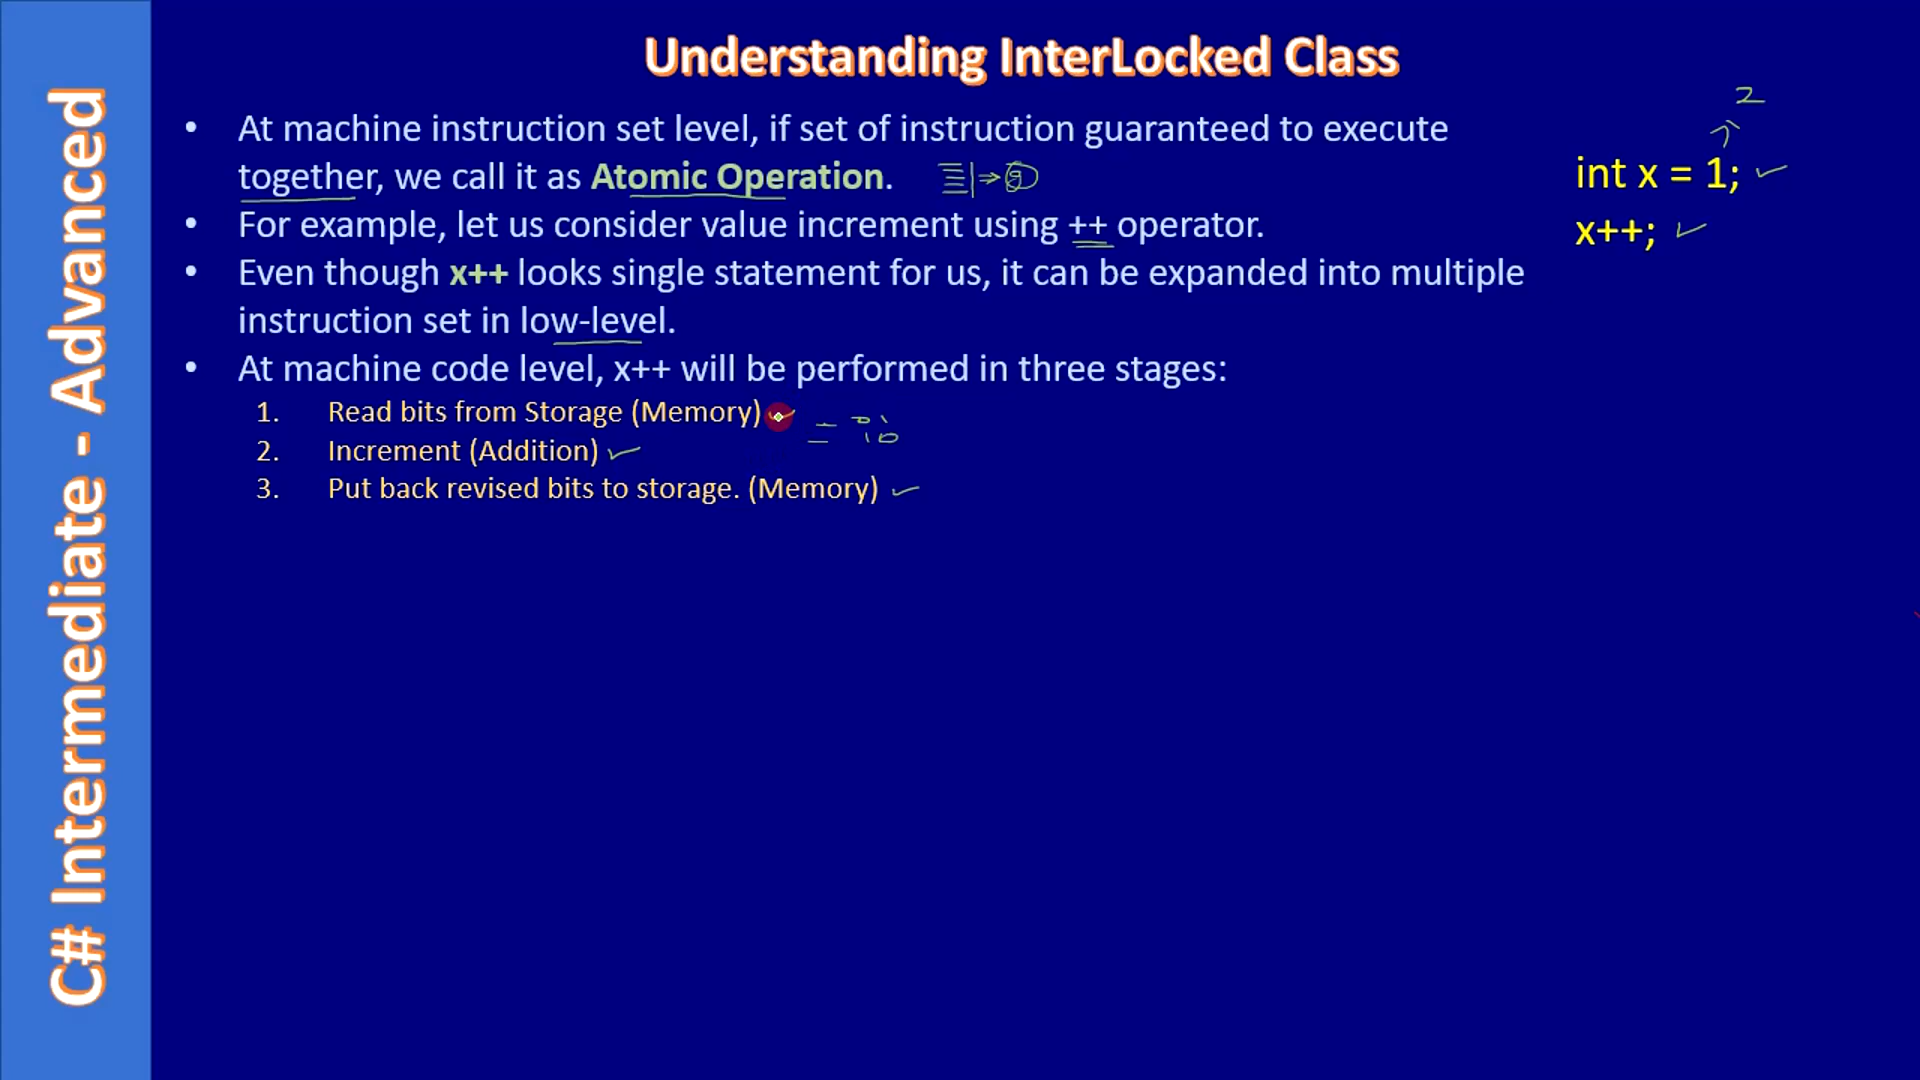 C# Intermediate - Advanced
Understanding InterLocked Class
• At machine instruction set level, if set of instruction guaranteed to execute
together, we call it as Atomic Operation.
• For example, let us consider value increment using ++ operator.
• Even though x++ looks single statement for us, it can be expanded into multiple
instruction set in low-level.
• At machine code level, x++ will be performed in three stages:
1. Read bits from Storage (Memory)
2. Increment (Addition)
3. Put back revised bits to storage. (Memory)
2
int x = 1;
x++;